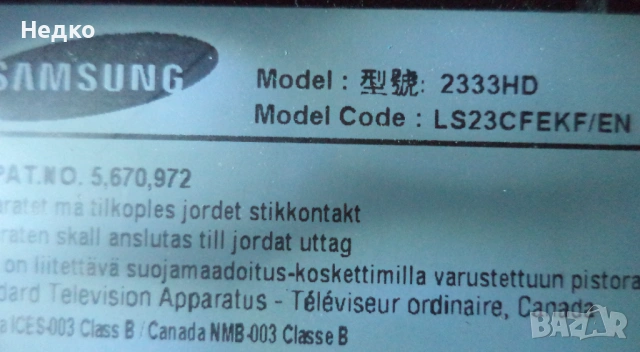 Недко
SAMSUNG
Model : 型號: 2333HD
Model Code : LS23CFEKF/EN
PAT.NO. 5,670,972
aratet må tilkoples jordet stikkontakt
raten skall anslutas till jordat uttag
on liitettävä suojamaadoitus-koskettimilla varustettuun pistora
dard Television Apparatus - Téléviseur ordinaire, Canada
a ICES-003 Class B / Canada NMB-003 Classe B
BAZAR